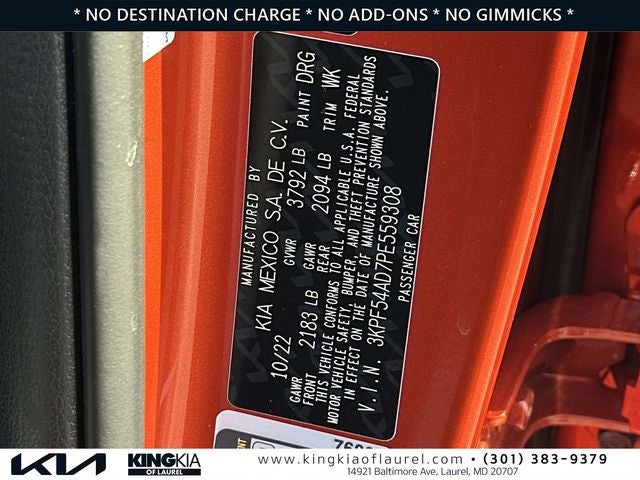 * NO DESTINATION CHARGE * NO ADD-ONS * NO GIMMICKS *
MANUFACTURED BY
KIA MEXICO S.A. DE C.V.
10/22 GVWR 3792 LB PAINT DRG
GAWR FRONT 2183 LB GAWR REAR 2094 LB TRIM WK
THIS VEHICLE CONFORMS TO ALL APPLICABLE U.S.A. FEDERAL
MOTOR VEHICLE SAFETY, BUMPER, AND THEFT PREVENTION STANDARDS
IN EFFECT ON THE DATE OF MANUFACTURE SHOWN ABOVE.
V.I.N. 3KPF54AD7PE559308
PASSENGER CAR
KIA KING KIA OF LAUREL
www.kingkiaoflaurel.com • (301) 383-9379
14921 Baltimore Ave, Laurel, MD 20707